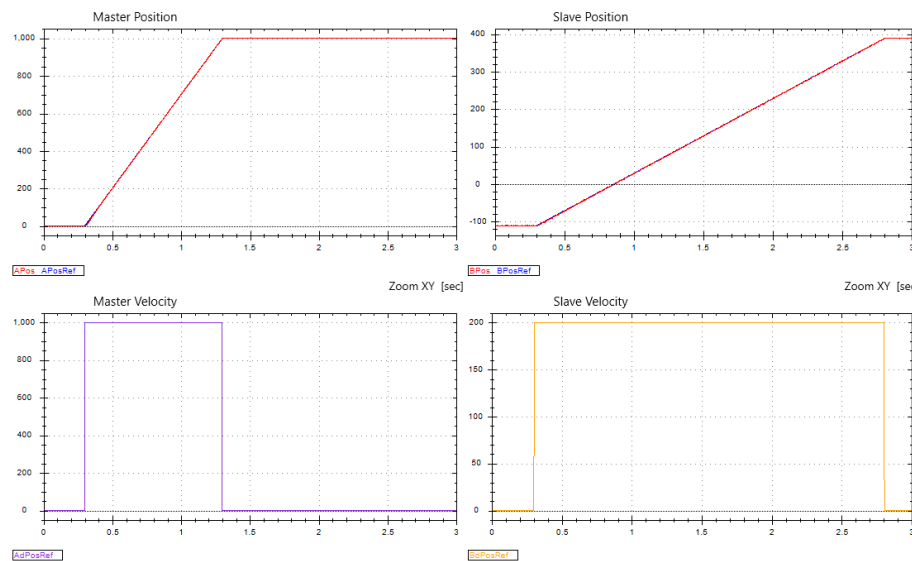 Master Position
1,000
800
600
400
200
0
0 0.5 1 1.5 2 2.5 3
APos APosRef
Slave Position
400
300
200
100
0
-100
0 0.5 1 1.5 2 2.5 3
BPos BPosRef
Zoom XY [sec]
Zoom XY [sec
Master Velocity
1,000
800
600
400
200
0
0 0.5 1 1.5 2 2.5 3
AdPosRef
Slave Velocity
200
150
100
50
0
0 0.5 1 1.5 2 2.5 3
BdPosRef